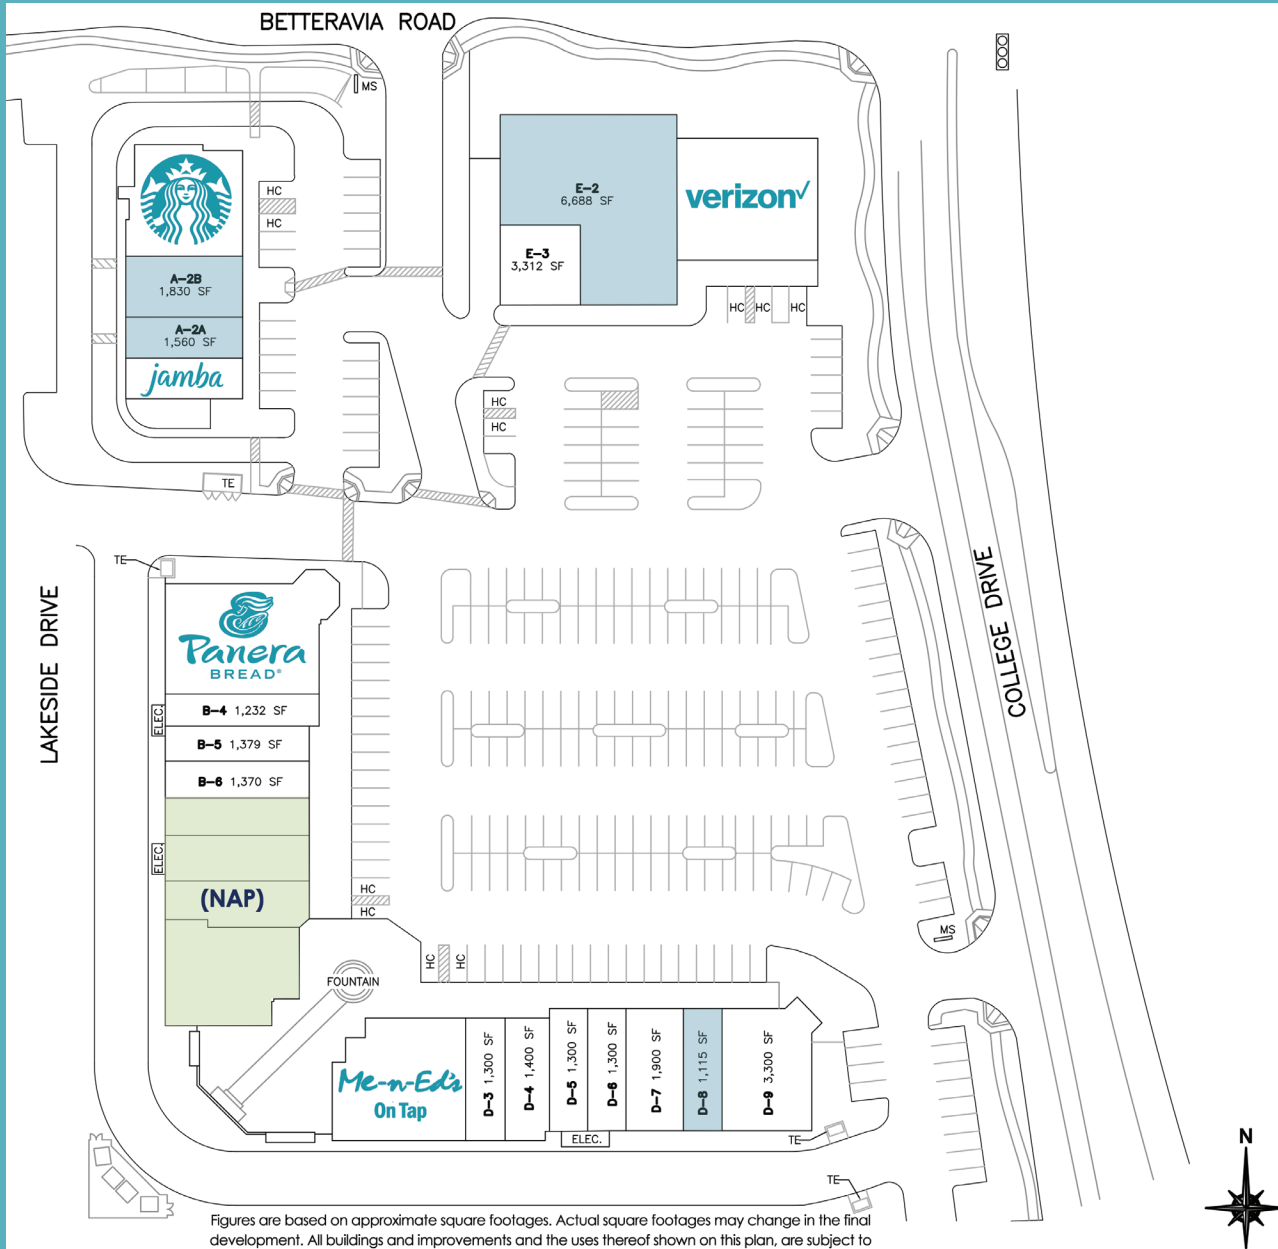 BETTERAVIA ROAD
MS
HC
HC
E-2
6,688 SF
verizon✓
E-3
3,312 SF
A-2B
1,830 SF
A-2A
1,560 SF
jamba
HC
HC
HC
HC
HC
TE
TE
LAKESIDE DRIVE
COLLEGE DRIVE
Panera
BREAD®
B-4 1,232 SF
ELEC.
B-5 1,379 SF
B-6 1,370 SF
ELEC.
(NAP)
HC
HC
MS
HC
HC
FOUNTAIN
Me-n-Ed's
On Tap
D-3 1,300 SF
D-4 1,400 SF
D-5 1,300 SF
D-6 1,300 SF
D-7 1,900 SF
D-8 1,115 SF
D-9 3,300 SF
ELEC.
TE
TE
N
Figures are based on approximate square footages. Actual square footages may change in the final
development. All buildings and improvements and the uses thereof shown on this plan, are subject to